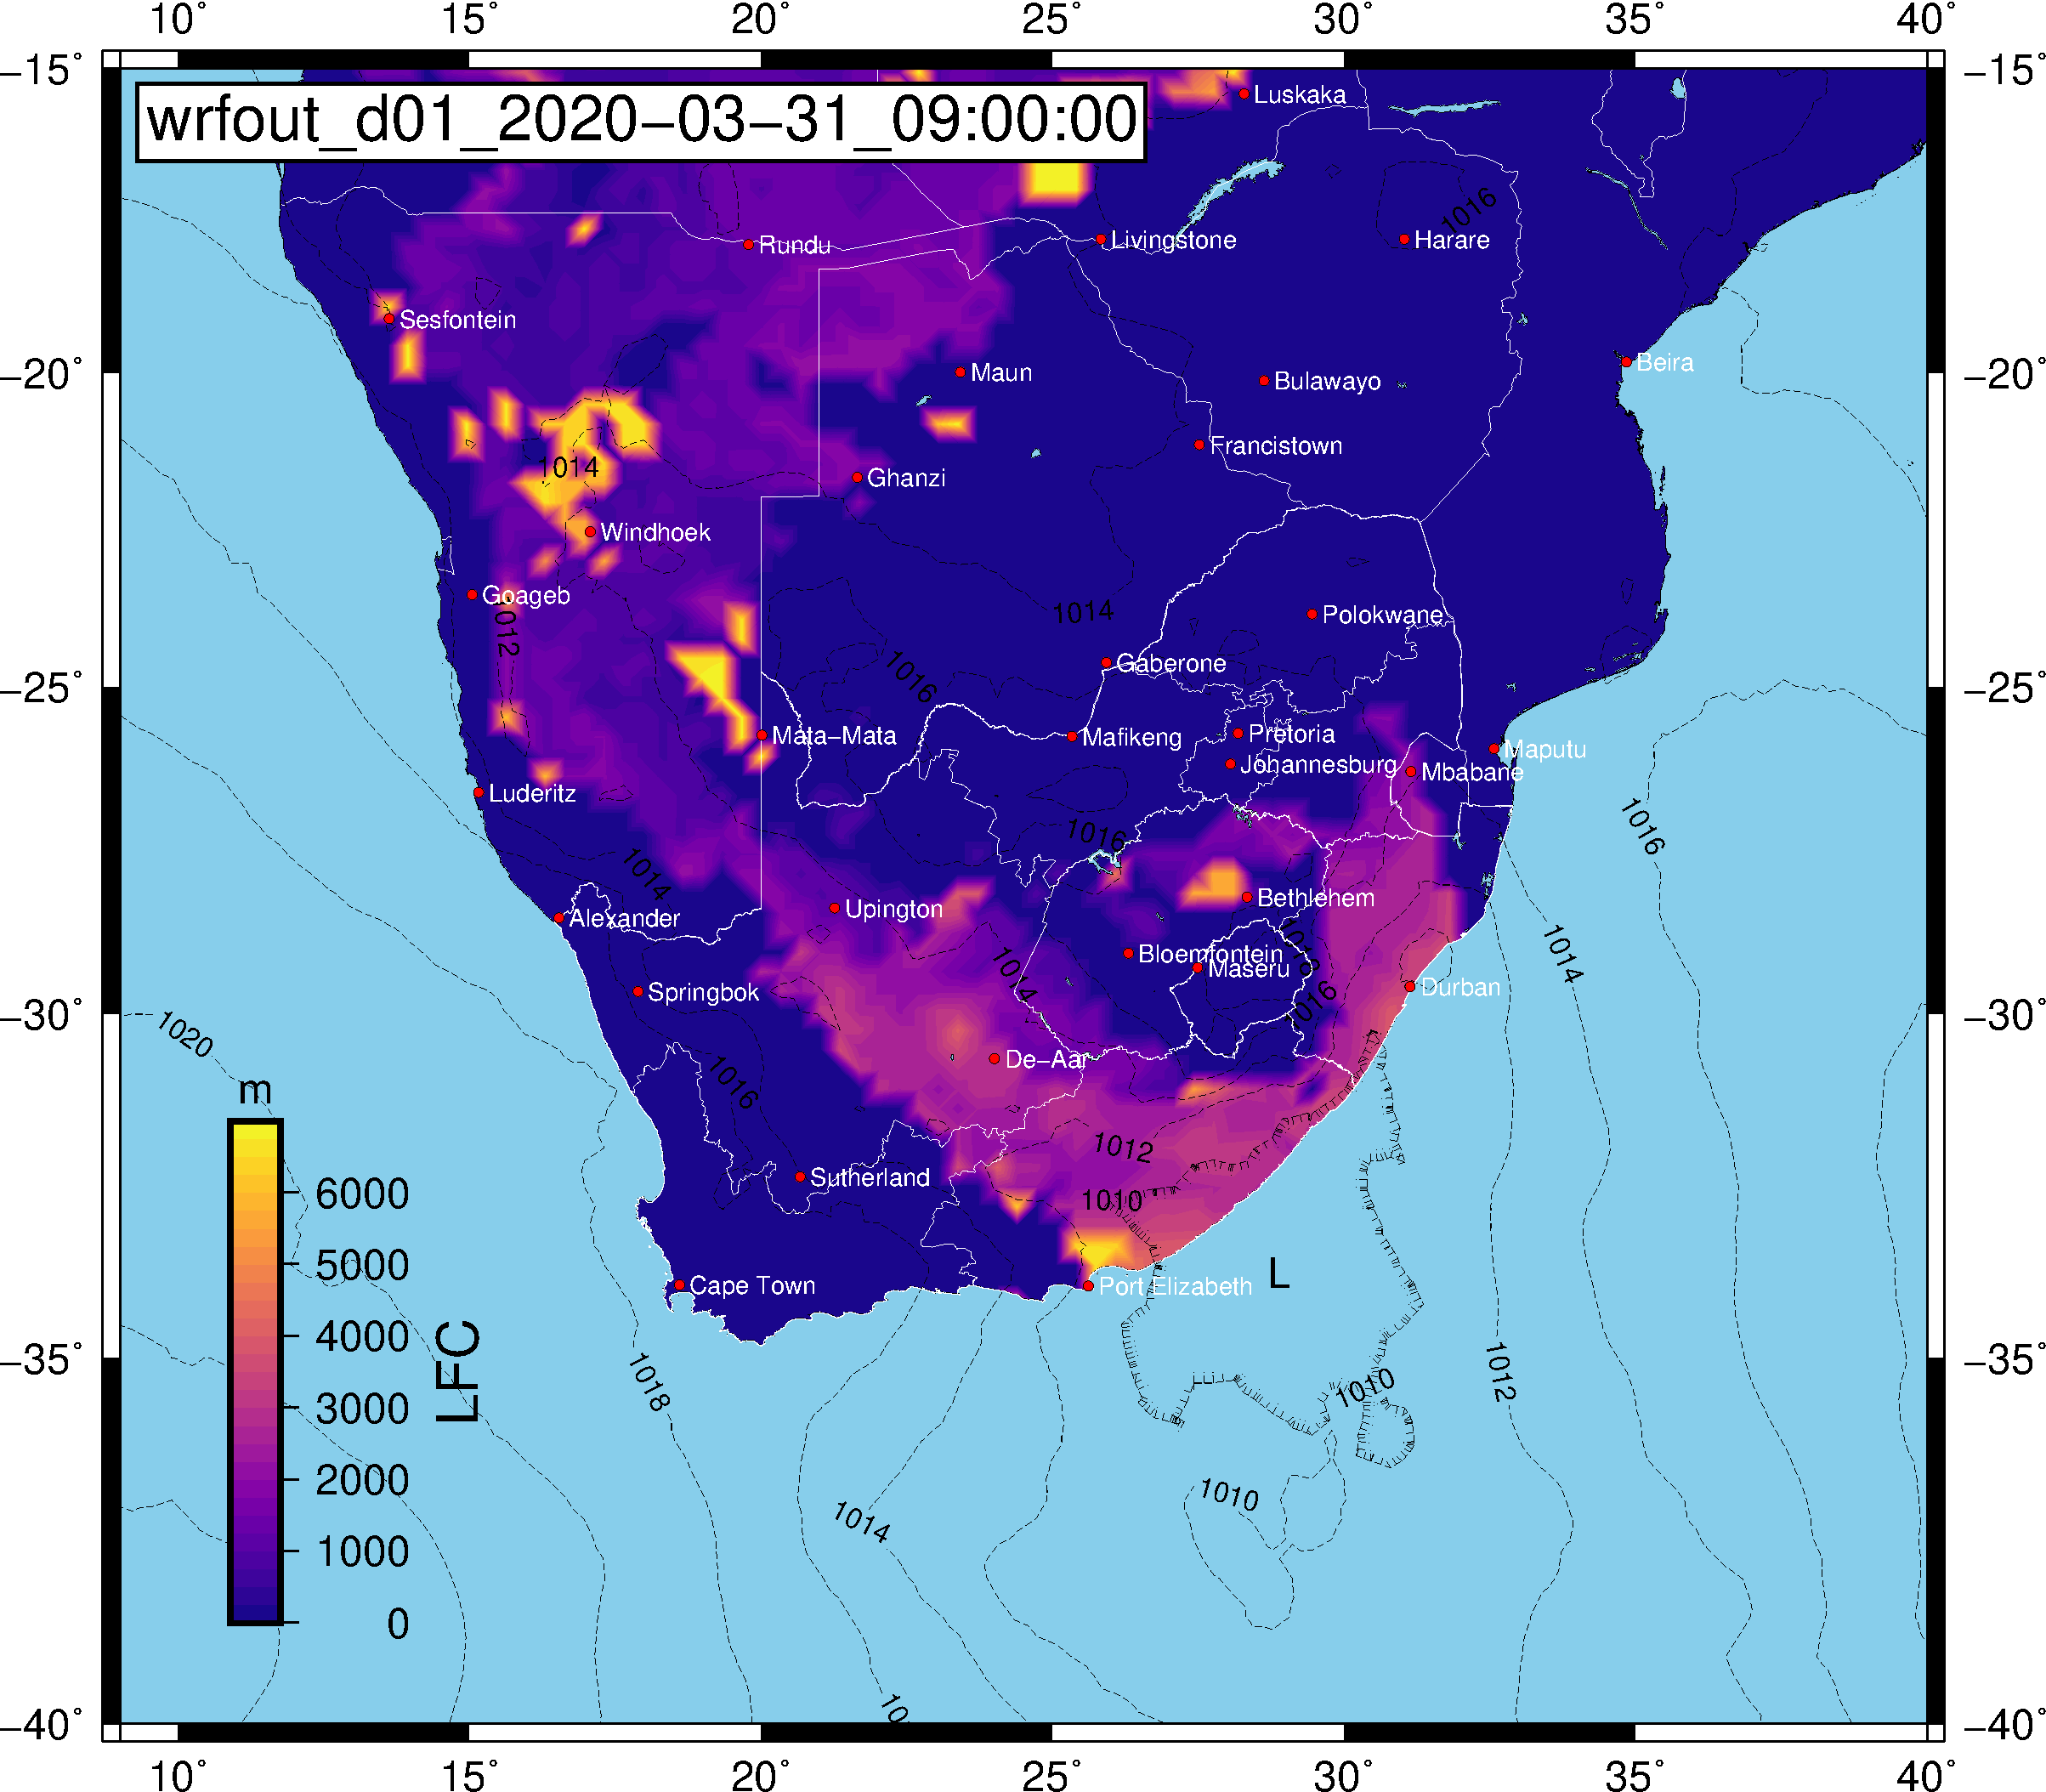 10° 15° 20° 25° 30° 35° 40°
−15° −15°
wrfout_d01_2020−03−31_09:00:00
Luskaka
1016
Rundu
Livingstone
Harare
Sesfontein
Beira
−20° −20°
Maun
Bulawayo
Francistown
1014
Ghanzi
Windhoek
Goageb
1012
1014
Polokwane
Gaberone
1016
−25° −25°
Mata−Mata
Mafikeng
Pretoria
Maputu
Johannesburg
Mbabane
Luderitz
1016
1016
1014
Bethlehem
Upington
Alexander
1018
1014
Bloemfontein
Maseru
1014
Springbok
Durban
1016
−30° −30°
1020
De−Aar
1016
m
1012
Sutherland
6000
1010
5000
L
Cape Town
Port Elizabeth
4000
LFC
−35° −35°
1018
1010
1012
3000
2000
1010
1014
1000
0
10
−40° −40°
10° 15° 20° 25° 30° 35° 40°